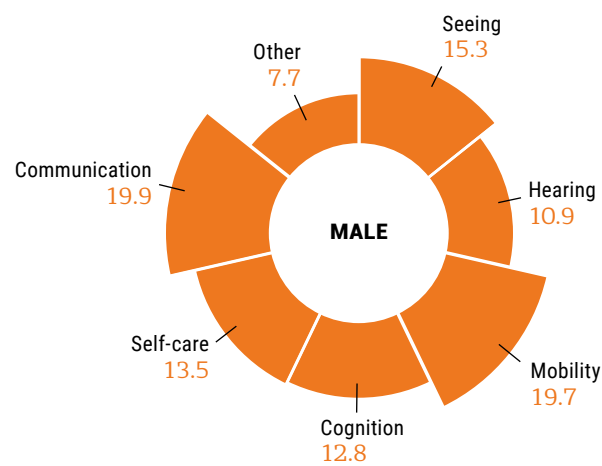 Seeing
15.3
Other
7.7
Communication
19.9
Hearing
10.9
MALE
Self-care
13.5
Mobility
19.7
Cognition
12.8